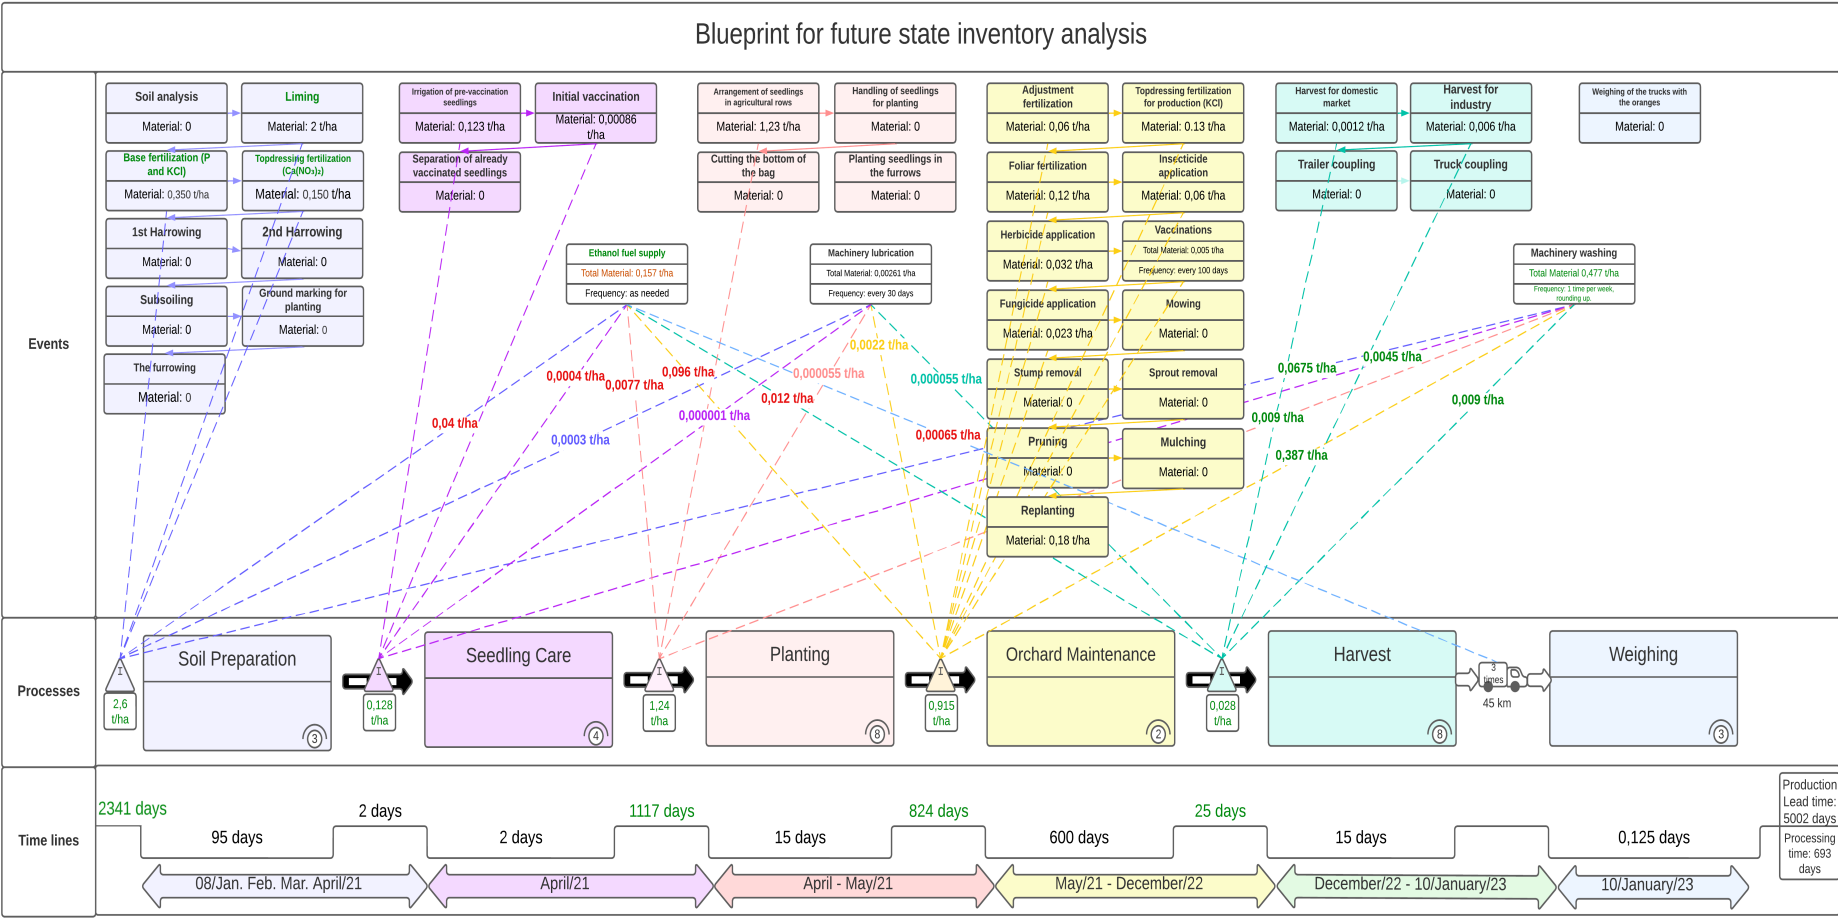 Blueprint for future state inventory analysis
Events
Soil analysis
Material: 0
Liming
Material: 2 t/ha
Base fertilization (P
and KCl)
Material: 0,350 t/ha
Topdressing fertilization
(Ca(NO₃)₂)
Material: 0,150 t/ha
1st Harrowing
Material: 0
2nd Harrowing
Material: 0
Subsoiling
Material: 0
Ground marking for
planting
Material: 0
The furrowing
Material: 0
Irrigation of pre-vaccination
seedlings
Material: 0,123 t/ha
Initial vaccination
Material: 0,00086
t/ha
Separation of already
vaccinated seedlings
Material: 0
Arrangement of seedlings
in agricultural rows
Material: 1,23 t/ha
Handling of seedlings
for planting
Material: 0
Cutting the bottom of
the bag
Material: 0
Planting seedlings in
the furrows
Material: 0
Adjustment
fertilization
Material: 0,06 t/ha
Topdressing fertilization
for production (KCl)
Material: 0.13 t/ha
Foliar fertilization
Material: 0,12 t/ha
Insecticide
application
Material: 0,06 t/ha
Herbicide application
Material: 0,032 t/ha
Vaccinations
Total Material: 0,005 t/ha
Frequency: every 100 days
Fungicide application
Material: 0,023 t/ha
Mowing
Material: 0
Stump removal
Material: 0
Sprout removal
Material: 0
Pruning
Material: 0
Mulching
Material: 0
Replanting
Material: 0,18 t/ha
Harvest for domestic
market
Material: 0,0012 t/ha
Harvest for
industry
Material: 0,006 t/ha
Trailer coupling
Material: 0
Truck coupling
Material: 0
Weighing of the trucks with
the oranges
Material: 0
Ethanol fuel supply
Total Material: 0,157 t/ha
Frequency: as needed
Machinery lubrication
Total Material: 0,00261 t/ha
Frequency: every 30 days
Machinery washing
Total Material 0,477 t/ha
Frequency: 1 time per week,
rounding up.
0,0022 t/ha
0,0045 t/ha
0,0675 t/ha
0,096 t/ha
0,000055 t/ha
0,0004 t/ha
0,0077 t/ha
0,000055 t/ha
0,012 t/ha
0,009 t/ha
0,000001 t/ha
0,009 t/ha
0,04 t/ha
0,00065 t/ha
0,0003 t/ha
0,387 t/ha
Processes
I
2,6
t/ha
Soil Preparation
3
I
0,128
t/ha
Seedling Care
4
I
1,24
t/ha
Planting
8
I
0,915
t/ha
Orchard Maintenance
2
I
0,028
t/ha
Harvest
8
3
times
45 km
Weighing
3
Time lines
2341 days
95 days
2 days
2 days
1117 days
15 days
824 days
600 days
25 days
15 days
0,125 days
Production
Lead time:
5002 days
Processing
time: 693
days
08/Jan. Feb. Mar. April/21
April/21
April - May/21
May/21 - December/22
December/22 - 10/January/23
10/January/23